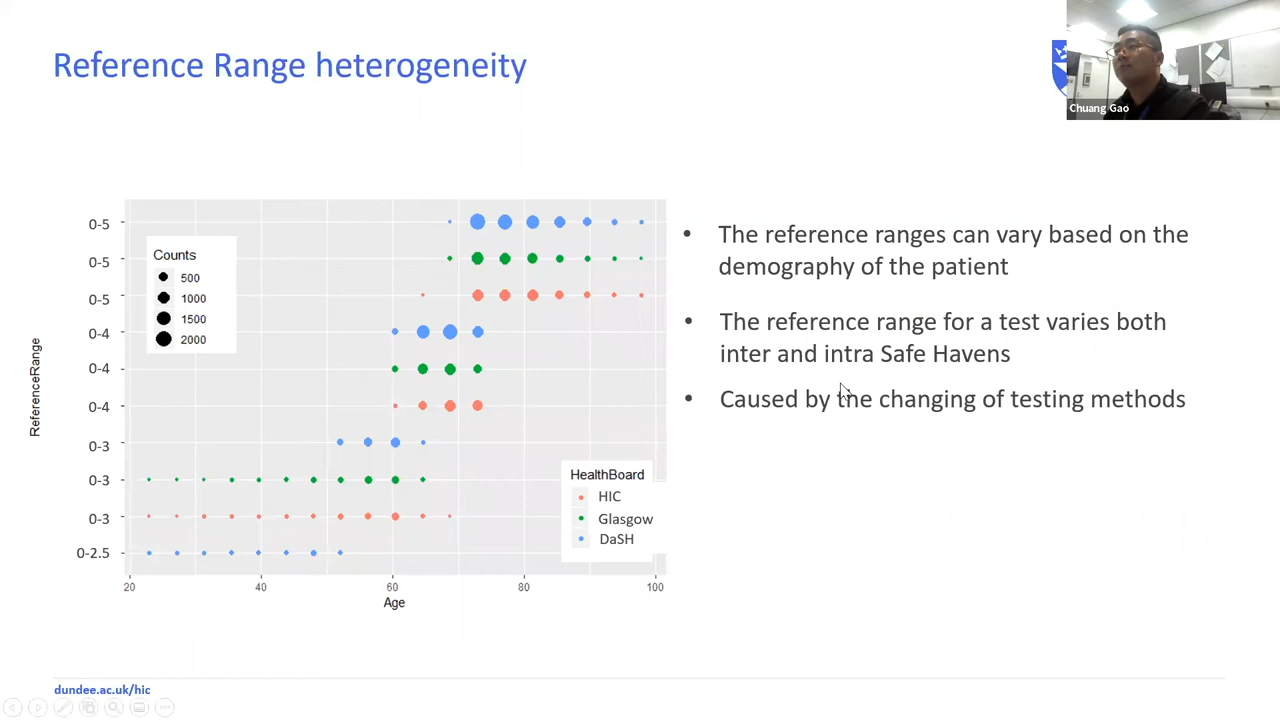 Reference Range heterogeneity
Chuang Gao
ReferenceRange
0-5
0-5
0-5
0-4
0-4
0-4
0-3
0-3
0-3
0-2.5
Counts
500
1000
1500
2000
HealthBoard
HIC
Glasgow
DaSH
20 40 60 80 100
Age
• The reference ranges can vary based on the
demography of the patient
• The reference range for a test varies both
inter and intra Safe Havens
• Caused by the changing of testing methods
dundee.ac.uk/hic